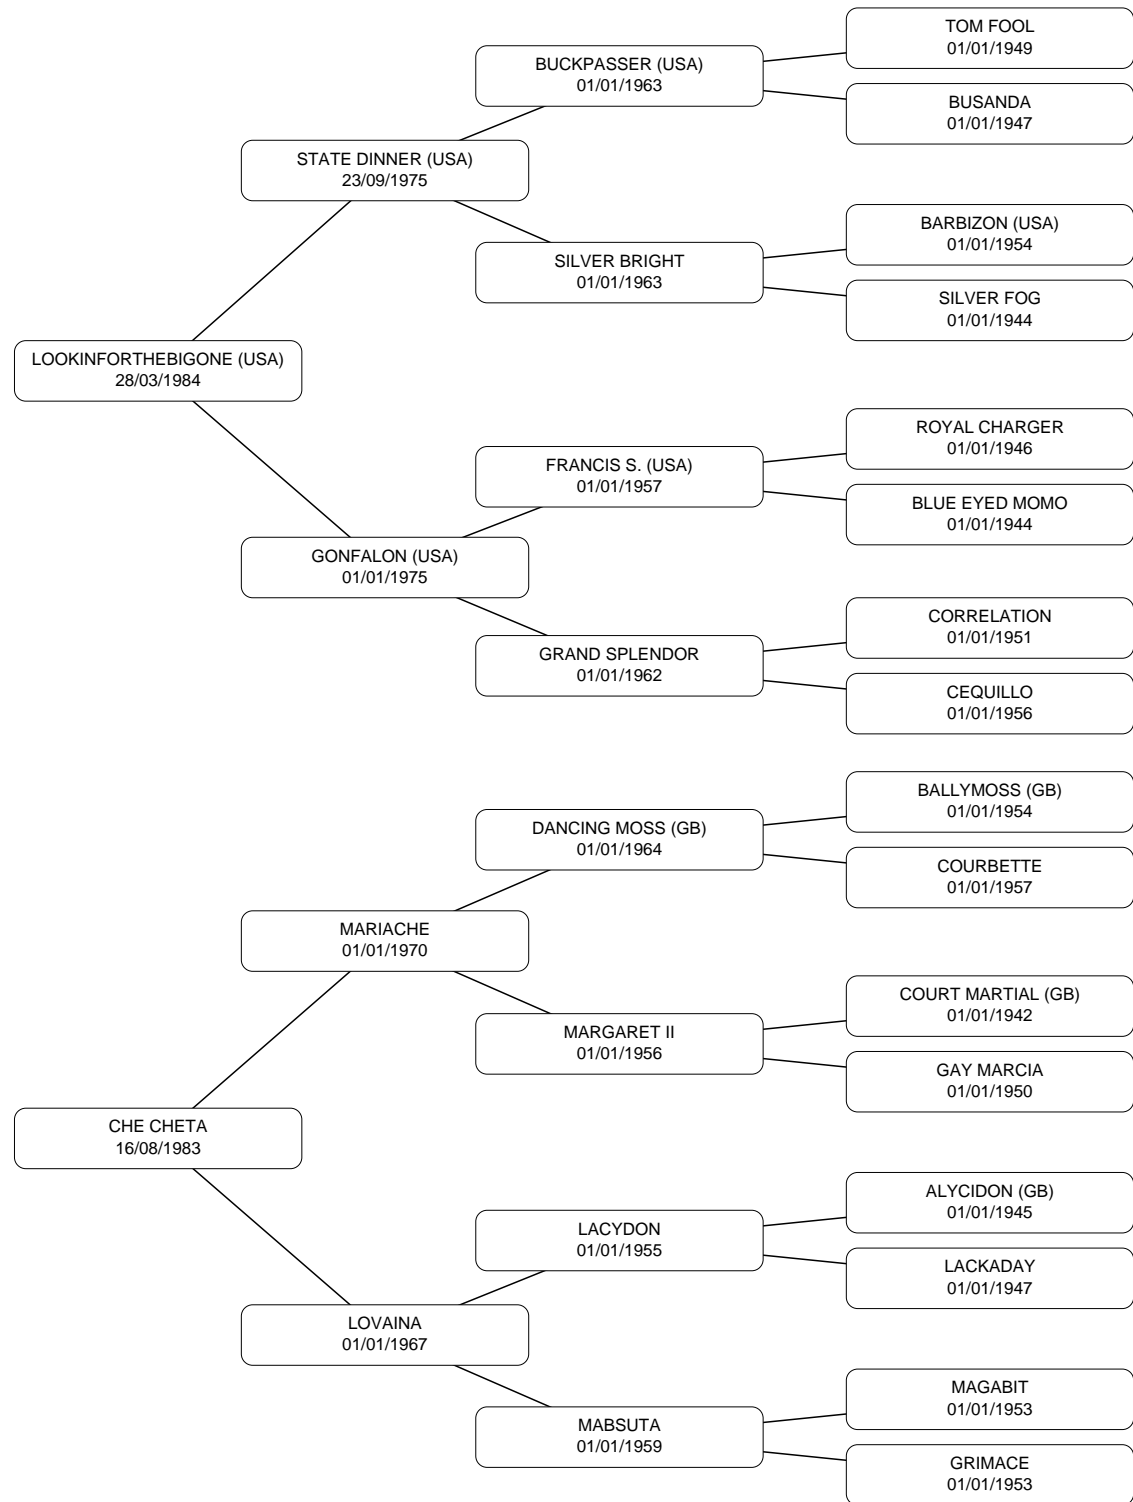 TOM FOOL
01/01/1949
BUCKPASSER (USA)
01/01/1963
BUSANDA
01/01/1947
STATE DINNER (USA)
23/09/1975
BARBIZON (USA)
01/01/1954
SILVER BRIGHT
01/01/1963
SILVER FOG
01/01/1944
LOOKINFORTHEBIGONE (USA)
28/03/1984
ROYAL CHARGER
01/01/1946
FRANCIS S. (USA)
01/01/1957
BLUE EYED MOMO
01/01/1944
GONFALON (USA)
01/01/1975
CORRELATION
01/01/1951
GRAND SPLENDOR
01/01/1962
CEQUILLO
01/01/1956
BALLYMOSS (GB)
01/01/1954
DANCING MOSS (GB)
01/01/1964
COURBETTE
01/01/1957
MARIACHE
01/01/1970
COURT MARTIAL (GB)
01/01/1942
MARGARET II
01/01/1956
GAY MARCIA
01/01/1950
CHE CHETA
16/08/1983
ALYCIDON (GB)
01/01/1945
LACYDON
01/01/1955
LACKADAY
01/01/1947
LOVAINA
01/01/1967
MAGABIT
01/01/1953
MABSUTA
01/01/1959
GRIMACE
01/01/1953